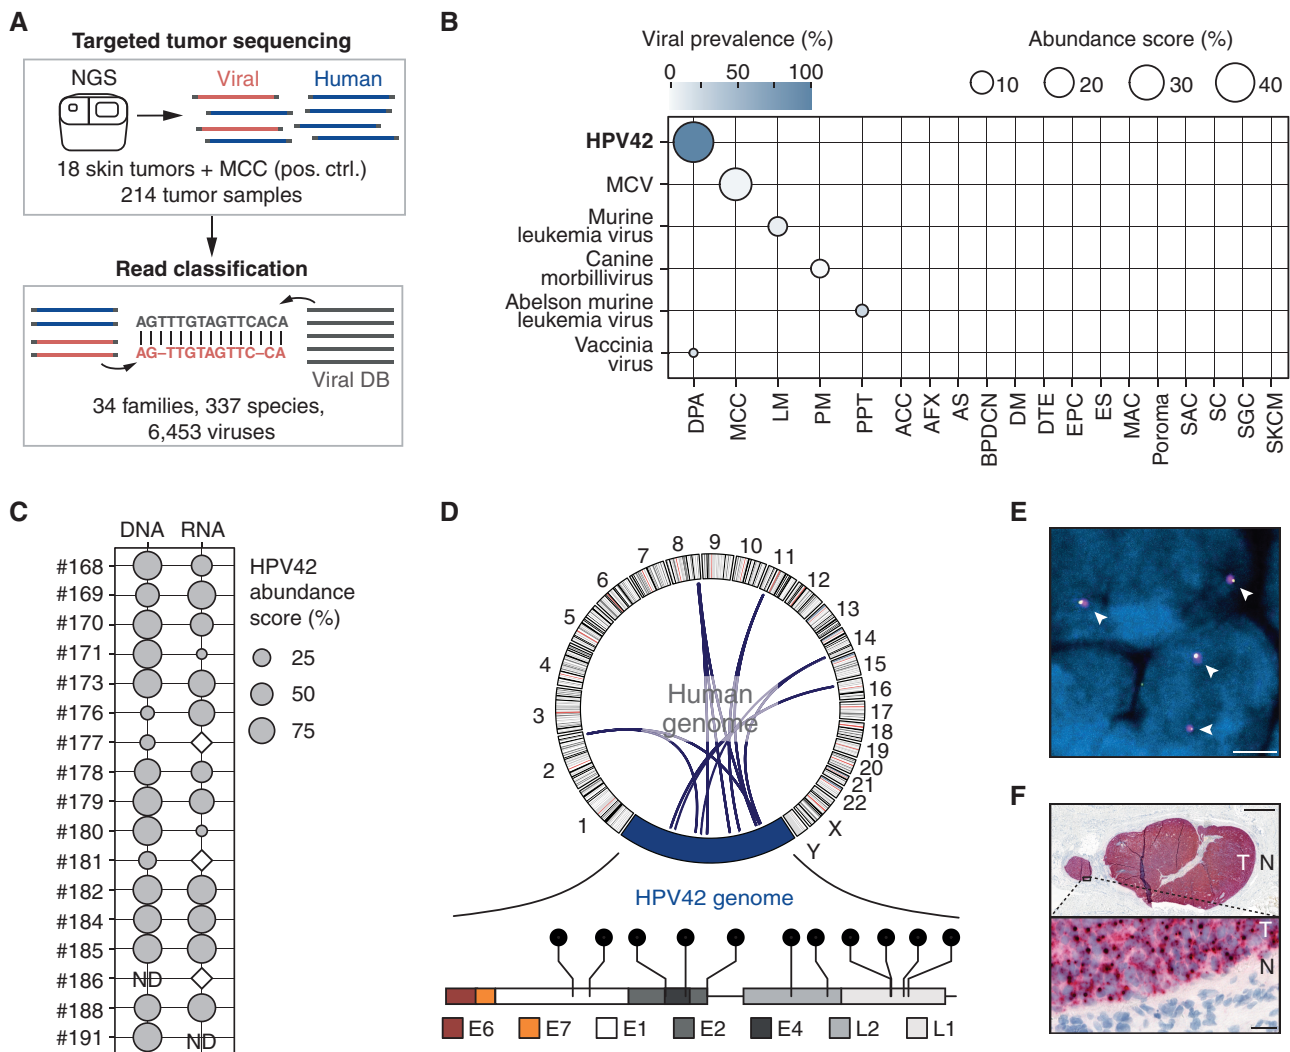 A
Targeted tumor sequencing
NGS
Viral
Human
18 skin tumors + MCC (pos. ctrl.)
214 tumor samples
Read classification
AGTTTGTAGTTCACA
AG–TTGTAGTTC–CA
Viral DB
34 families, 337 species,
6,453 viruses
B
Viral prevalence (%)
0 50 100
Abundance score (%)
10 20 30 40
HPV42
MCV
Murine
leukemia virus
Canine
morbillivirus
Abelson murine
leukemia virus
Vaccinia
virus
DPA
MCC
LM
PM
PPT
ACC
AFX
AS
BPDCN
DM
DTE
EPC
ES
MAC
Poroma
SAC
SC
SGC
SKCM
C
DNA RNA
#168
#169
#170
#171
#173
#176
#177
#178
#179
#180
#181
#182
#184
#185
#186 ND
#188
#191 ND
HPV42
abundance
score (%)
25
50
75
D
1
2
3
4
5
6
7
8
9
10
11
12
13
14
15
16
17
18
19
20
21
22
X
Y
Human
genome
HPV42 genome
E6 E7 E1 E2 E4 L2 L1
E
F
T N
T
N